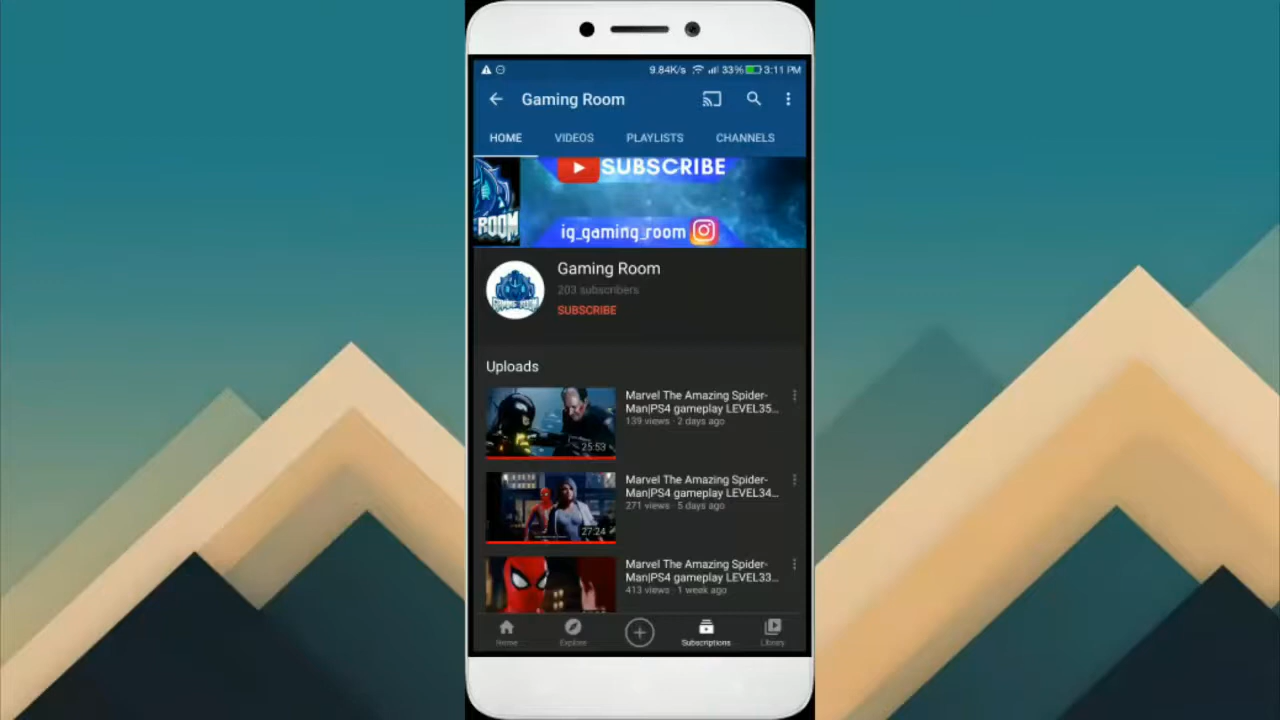 9.84K/s 33% 3:11 PM
Gaming Room
HOME VIDEOS PLAYLISTS CHANNELS
SUBSCRIBE
ROOM
ig_gaming_room
Gaming Room
203 subscribers
SUBSCRIBE
Uploads
Marvel The Amazing Spider-
Man|PS4 gameplay LEVEL35...
139 views · 2 days ago
25:53
Marvel The Amazing Spider-
Man|PS4 gameplay LEVEL34...
271 views · 5 days ago
27:24
Marvel The Amazing Spider-
Man|PS4 gameplay LEVEL33...
413 views · 1 week ago
Home Explore Subscriptions Library